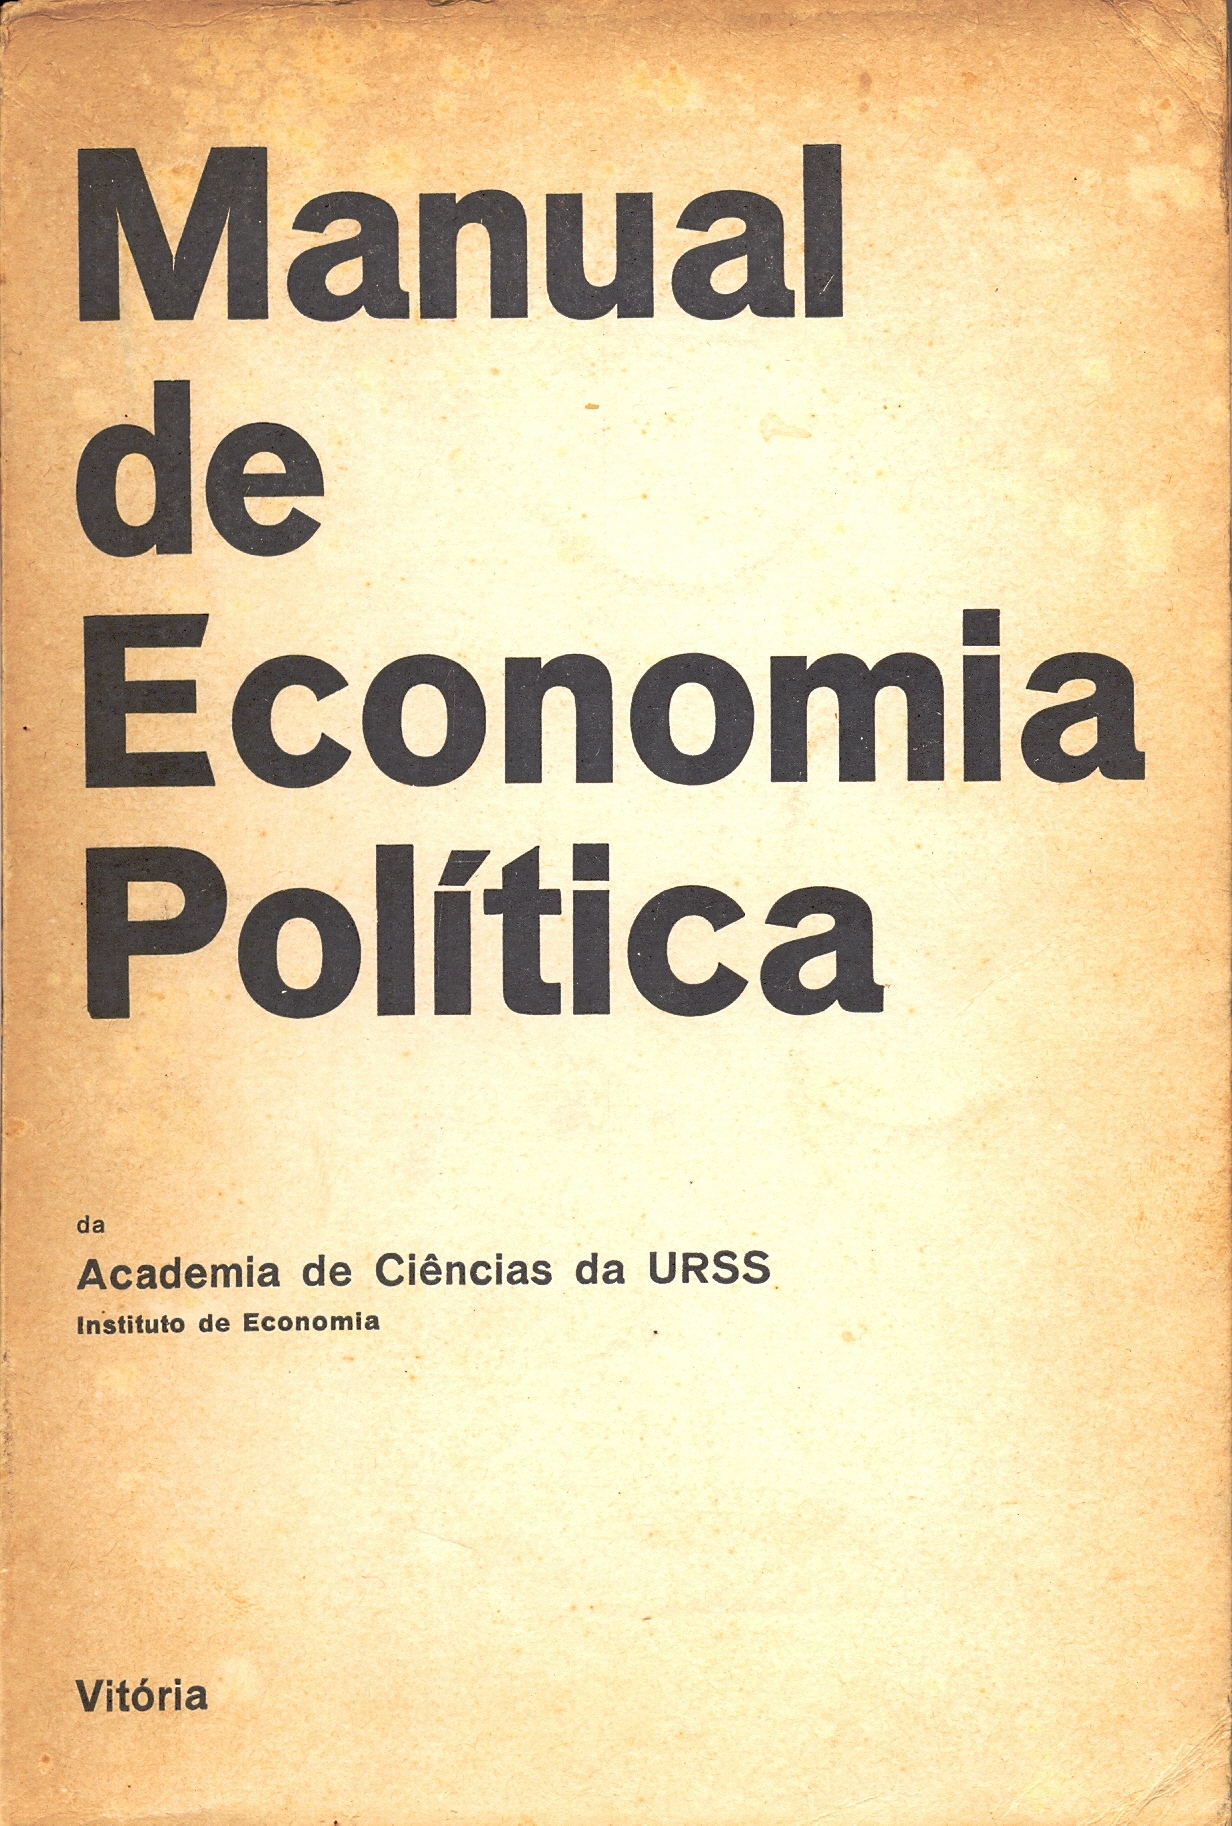 Manual
de
Economia
Política
da
Academia de Ciências da URSS
Instituto de Economia
Vitória